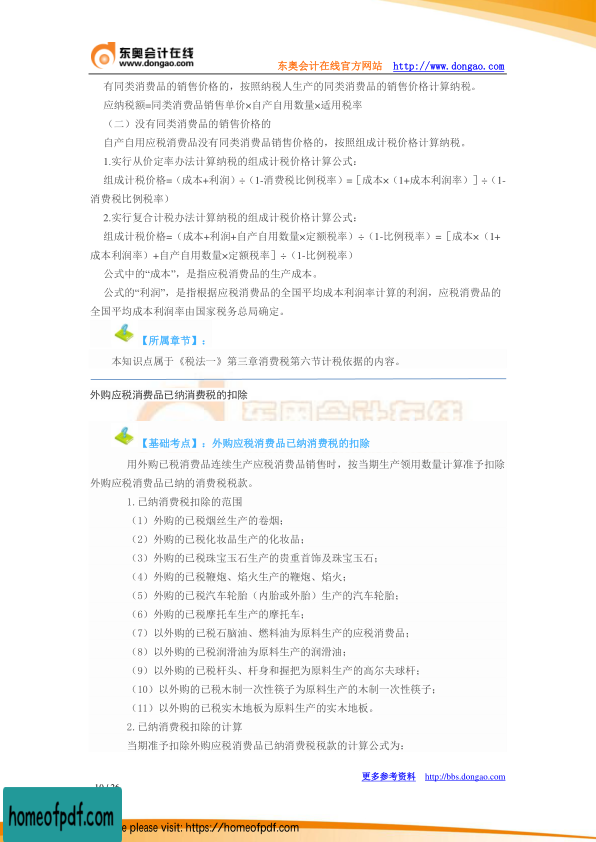 东奥会计在线
www.dongao.com
东奥会计在线官方网站 http://www.dongao.com
有同类消费品的销售价格的，按照纳税人生产的同类消费品的销售价格计算纳税。
应纳税额=同类消费品销售单价×自产自用数量×适用税率
（二）没有同类消费品的销售价格的
自产自用应税消费品没有同类消费品销售价格的，按照组成计税价格计算纳税。
1.实行从价定率办法计算纳税的组成计税价格计算公式：
组成计税价格=（成本+利润）÷（1-消费税比例税率）=［成本×（1+成本利润率）］÷（1-
消费税比例税率）
2.实行复合计税办法计算纳税的组成计税价格计算公式：
组成计税价格=（成本+利润+自产自用数量×定额税率）÷（1-比例税率）=［成本×（1+
成本利润率）+自产自用数量×定额税率］÷（1-比例税率）
公式中的“成本”，是指应税消费品的生产成本。
公式的“利润”，是指根据应税消费品的全国平均成本利润率计算的利润，应税消费品的
全国平均成本利润率由国家税务总局确定。
【所属章节】：
本知识点属于《税法一》第三章消费税第六节计税依据的内容。
外购应税消费品已纳消费税的扣除
东奥会计在线
【基础考点】：外购应税消费品已纳消费税的扣除
用外购已税消费品连续生产应税消费品销售时，按当期生产领用数量计算准予扣除
外购应税消费品已纳的消费税税款。
1.已纳消费税扣除的范围
（1）外购的已税烟丝生产的卷烟；
（2）外购的已税化妆品生产的化妆品；
（3）外购的已税珠宝玉石生产的贵重首饰及珠宝玉石；
（4）外购的已税鞭炮、焰火生产的鞭炮、焰火；
（5）外购的已税汽车轮胎（内胎或外胎）生产的汽车轮胎；
（6）外购的已税摩托车生产的摩托车；
（7）以外购的已税石脑油、燃料油为原料生产的应税消费品；
（8）以外购的已税润滑油为原料生产的润滑油；
（9）以外购的已税杆头、杆身和握把为原料生产的高尔夫球杆；
（10）以外购的已税木制一次性筷子为原料生产的木制一次性筷子；
（11）以外购的已税实木地板为原料生产的实木地板。
2.已纳消费税扣除的计算
当期准予扣除外购应税消费品已纳消费税税款的计算公式为：
更多参考资料 http://bbs.dongao.com
homeofpdf.com
e please visit: https://homeofpdf.com